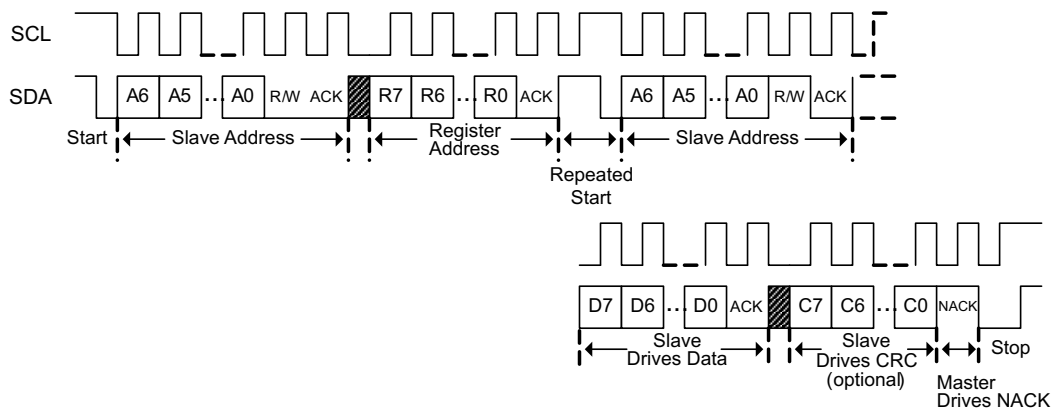 SCL
SDA
A6 A5 ... A0 R/W ACK R7 R6 ... R0 ACK A6 A5 ... A0 R/W ACK
Start
Slave Address
Register
Address
Repeated
Start
Slave Address
D7 D6 ... D0 ACK C7 C6 ... C0 NACK
Slave
Drives Data
Slave
Drives CRC
(optional)
Master
Drives NACK
Stop